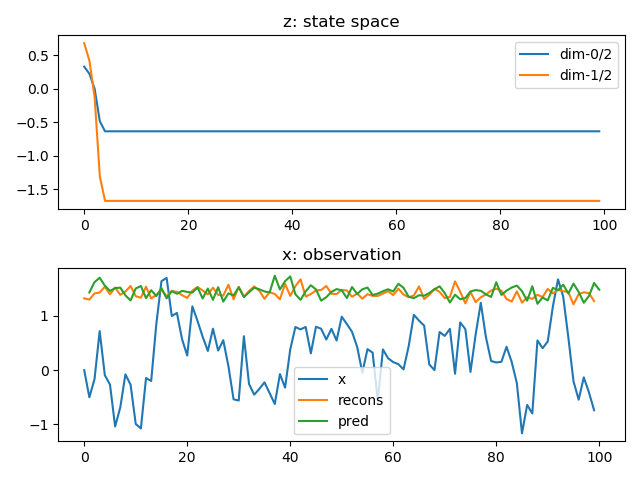 z: state space
0.5
0.0
−0.5
−1.0
−1.5
dim-0/2
dim-1/2
0 20 40 60 80 100
x: observation
1
0
−1
x
recons
pred
0 20 40 60 80 100